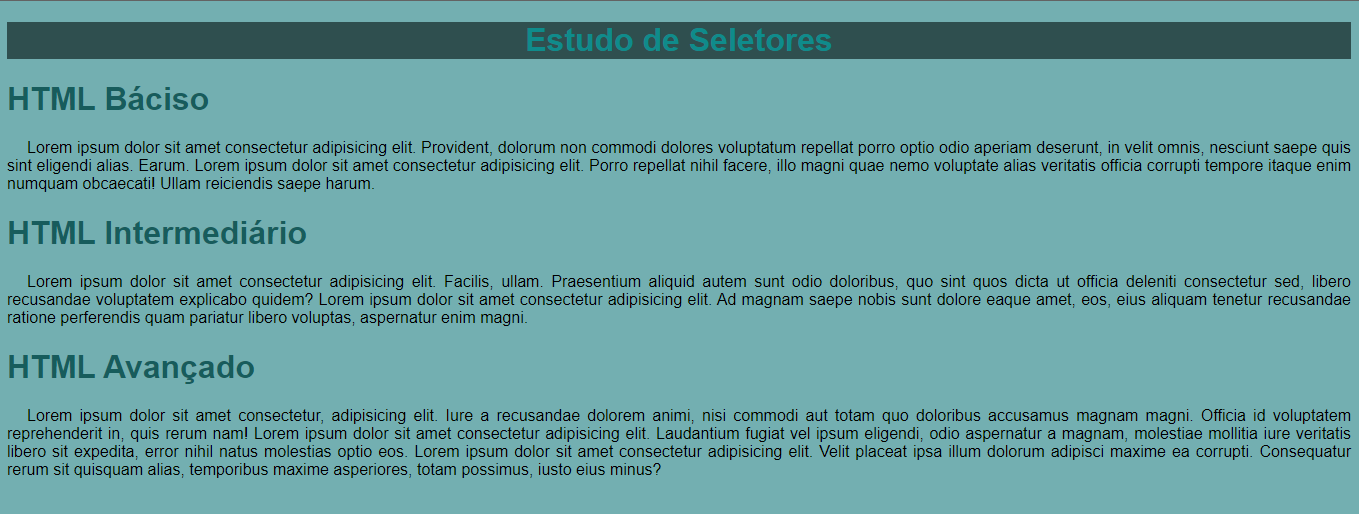 Estudo de Seletores
HTML Báciso
Lorem ipsum dolor sit amet consectetur adipisicing elit. Provident, dolorum non commodi dolores voluptatum repellat porro optio odio aperiam deserunt, in velit omnis, nesciunt saepe quis
sint eligendi alias. Earum. Lorem ipsum dolor sit amet consectetur adipisicing elit. Porro repellat nihil facere, illo magni quae nemo voluptate alias veritatis officia corrupti tempore itaque enim
numquam obcaecati! Ullam reiciendis saepe harum.
HTML Intermediário
Lorem ipsum dolor sit amet consectetur adipisicing elit. Facilis, ullam. Praesentium aliquid autem sunt odio doloribus, quo sint quos dicta ut officia deleniti consectetur sed, libero
recusandae voluptatem explicabo quidem? Lorem ipsum dolor sit amet consectetur adipisicing elit. Ad magnam saepe nobis sunt dolore eaque amet, eos, eius aliquam tenetur recusandae
ratione perferendis quam pariatur libero voluptas, aspernatur enim magni.
HTML Avançado
Lorem ipsum dolor sit amet consectetur, adipisicing elit. Iure a recusandae dolorem animi, nisi commodi aut totam quo doloribus accusamus magnam magni. Officia id voluptatem
reprehenderit in, quis rerum nam! Lorem ipsum dolor sit amet consectetur adipisicing elit. Laudantium fugiat vel ipsum eligendi, odio aspernatur a magnam, molestiae mollitia iure veritatis
libero sit expedita, error nihil natus molestias optio eos. Lorem ipsum dolor sit amet consectetur adipisicing elit. Velit placeat ipsa illum dolorum adipisci maxime ea corrupti. Consequatur
rerum sit quisquam alias, temporibus maxime asperiores, totam possimus, iusto eius minus?